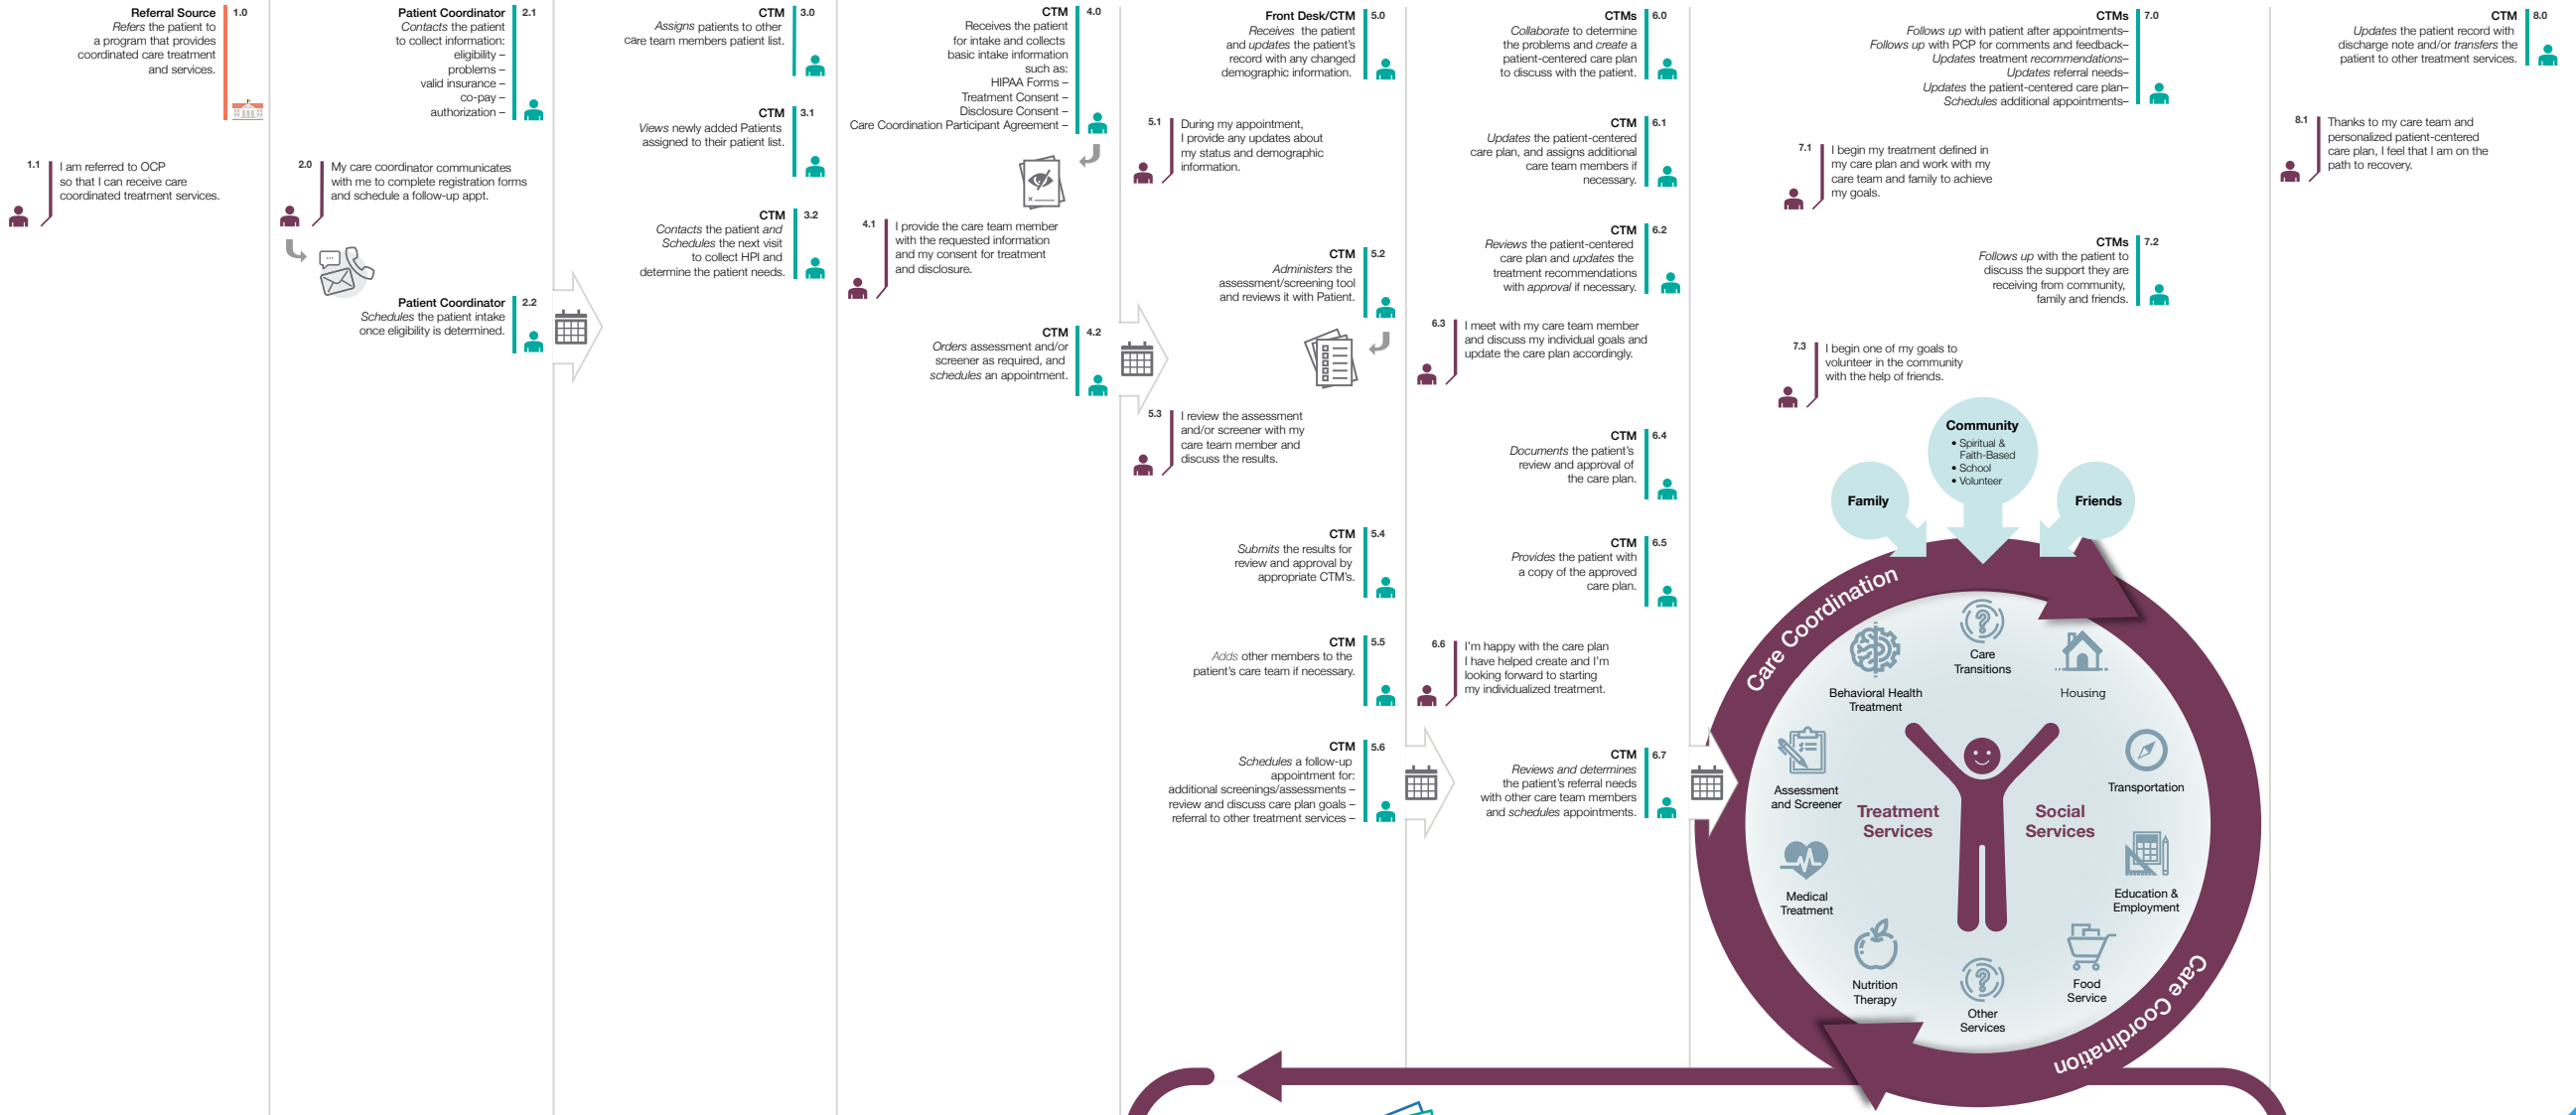 Referral Source 1.0
Refers the patient to
a program that provides
coordinated care treatment
and services.
1.1 I am referred to OCP
so that I can receive care
coordinated treatment services.
Patient Coordinator 2.1
Contacts the patient
to collect information:
eligibility –
problems –
valid insurance –
co-pay –
authorization –
2.0 My care coordinator communicates
with me to complete registration forms
and schedule a follow-up appt.
Patient Coordinator 2.2
Schedules the patient intake
once eligibility is determined.
CTM 3.0
Assigns patients to other
care team members patient list.
CTM 3.1
Views newly added Patients
assigned to their patient list.
CTM 3.2
Contacts the patient and
Schedules the next visit
to collect HPI and
determine the patient needs.
CTM 4.0
Receives the patient
for intake and collects
basic intake information
such as:
HIPAA Forms –
Treatment Consent –
Disclosure Consent –
Care Coordination Participant Agreement –
4.1 I provide the care team member
with the requested information
and my consent for treatment
and disclosure.
CTM 4.2
Orders assessment and/or
screener as required, and
schedules an appointment.
Front Desk/CTM 5.0
Receives the patient
and updates the patient's
record with any changed
demographic information.
5.1 During my appointment,
I provide any updates about
my status and demographic
information.
CTM 5.2
Administers the
assessment/screening tool
and reviews it with Patient.
5.3 I review the assessment
and/or screener with my
care team member and
discuss the results.
CTM 5.4
Submits the results for
review and approval by
appropriate CTM's.
CTM 5.5
Adds other members to the
patient's care team if necessary.
CTM 5.6
Schedules a follow-up
appointment for:
additional screenings/assessments –
review and discuss care plan goals –
referral to other treatment services –
CTMs 6.0
Collaborate to determine
the problems and create a
patient-centered care plan
to discuss with the patient.
CTM 6.1
Updates the patient-centered
care plan, and assigns additional
care team members if
necessary.
CTM 6.2
Reviews the patient-centered
care plan and updates the
treatment recommendations
with approval if necessary.
6.3 I meet with my care team member
and discuss my individual goals and
update the care plan accordingly.
CTM 6.4
Documents the patient's
review and approval of
the care plan.
CTM 6.5
Provides the patient with
a copy of the approved
care plan.
6.6 I'm happy with the care plan
I have helped create and I'm
looking forward to starting
my individualized treatment.
CTM 6.7
Reviews and determines
the patient's referral needs
with other care team members
and schedules appointments.
CTMs 7.0
Follows up with patient after appointments–
Follows up with PCP for comments and feedback–
Updates treatment recommendations–
Updates referral needs–
Updates the patient-centered care plan–
Schedules additional appointments–
7.1 I begin my treatment defined in
my care plan and work with my
care team and family to achieve
my goals.
CTMs 7.2
Follows up with the patient to
discuss the support they are
receiving from community,
family and friends.
7.3 I begin one of my goals to
volunteer in the community
with the help of friends.
Community
• Spiritual &
Faith-Based
• School
• Volunteer
Family
Friends
Care Coordination
Care
Transitions
Behavioral Health
Treatment
Housing
Assessment
and Screener
Transportation
Treatment
Services
Social
Services
Medical
Treatment
Education &
Employment
Nutrition
Therapy
Food
Service
Other
Services
Care Coordination
CTM 8.0
Updates the patient record with
discharge note and/or transfers the
patient to other treatment services.
8.1 Thanks to my care team and
personalized patient-centered
care plan, I feel that I am on the
path to recovery.